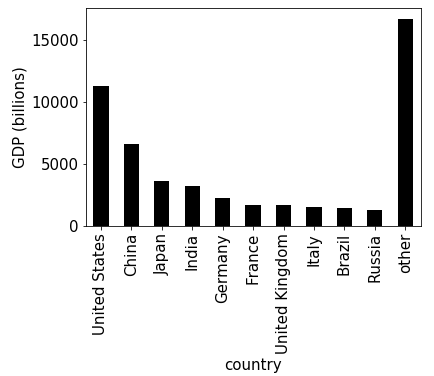 GDP (billions)
15000
10000
5000
0
United States
China
Japan
India
Germany
France
United Kingdom
Italy
Brazil
Russia
other
country